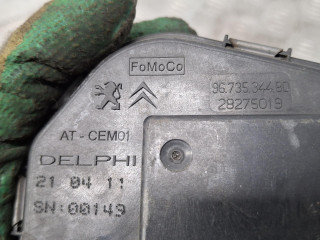 FoMoCo
96.735.344.80
28275019
AT - CEM01
DELPHI
21 04 11
SN:00149